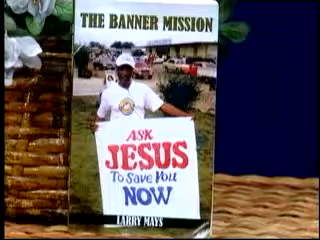 THE BANNER MISSION
ASK
JESUS
To SAVE You
NOW
LARRY MAYS